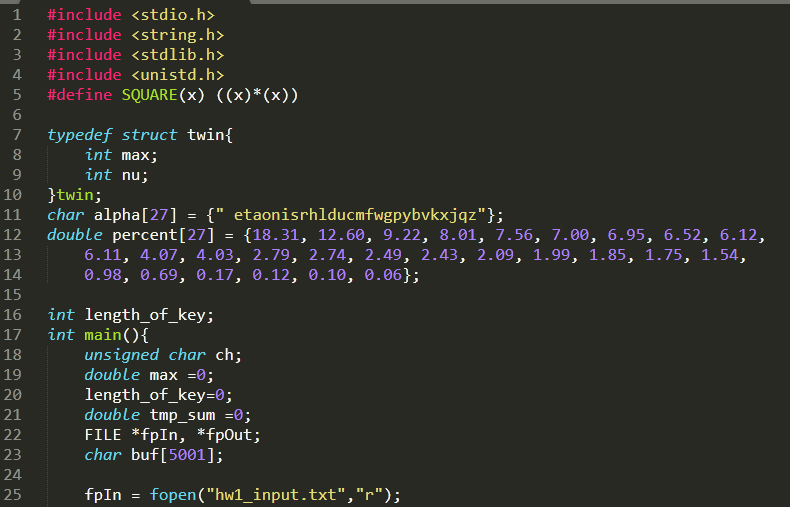 1 #include <stdio.h>
2 #include <string.h>
3 #include <stdlib.h>
4 #include <unistd.h>
5 #define SQUARE(x) ((x)*(x))
6
7 typedef struct twin{
8     int max;
9     int nu;
10 }twin;
11 char alpha[27] = {" etaonisrhlducmfwgpybvkxjqz"};
12 double percent[27] = {18.31, 12.60, 9.22, 8.01, 7.56, 7.00, 6.95, 6.52, 6.12,
13     6.11, 4.07, 4.03, 2.79, 2.74, 2.49, 2.43, 2.09, 1.99, 1.85, 1.75, 1.54,
14     0.98, 0.69, 0.17, 0.12, 0.10, 0.06};
15
16 int length_of_key;
17 int main(){
18     unsigned char ch;
19     double max =0;
20     length_of_key=0;
21     double tmp_sum =0;
22     FILE *fpIn, *fpOut;
23     char buf[5001];
24
25     fpIn = fopen("hw1_input.txt","r");